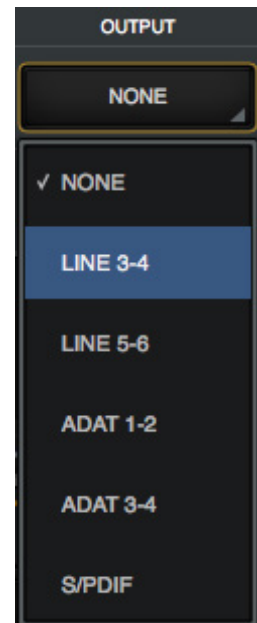 OUTPUT
NONE
✓ NONE
LINE 3-4
LINE 5-6
ADAT 1-2
ADAT 3-4
S/PDIF